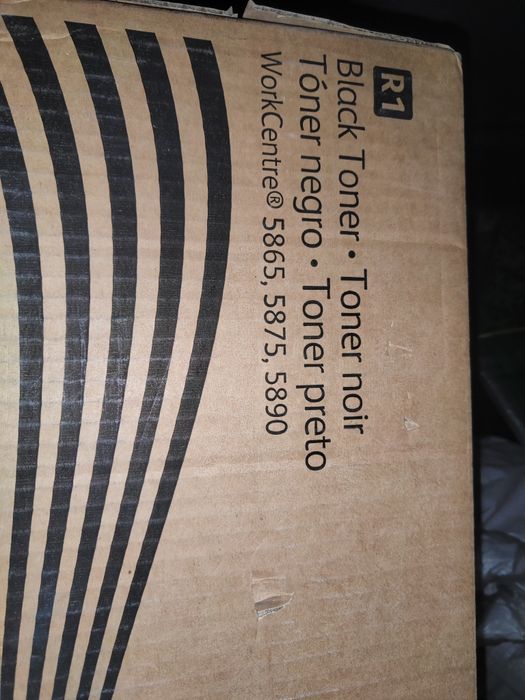 R1
Black Toner • Toner noir
Tóner negro • Toner preto
WorkCentre® 5865, 5875, 5890